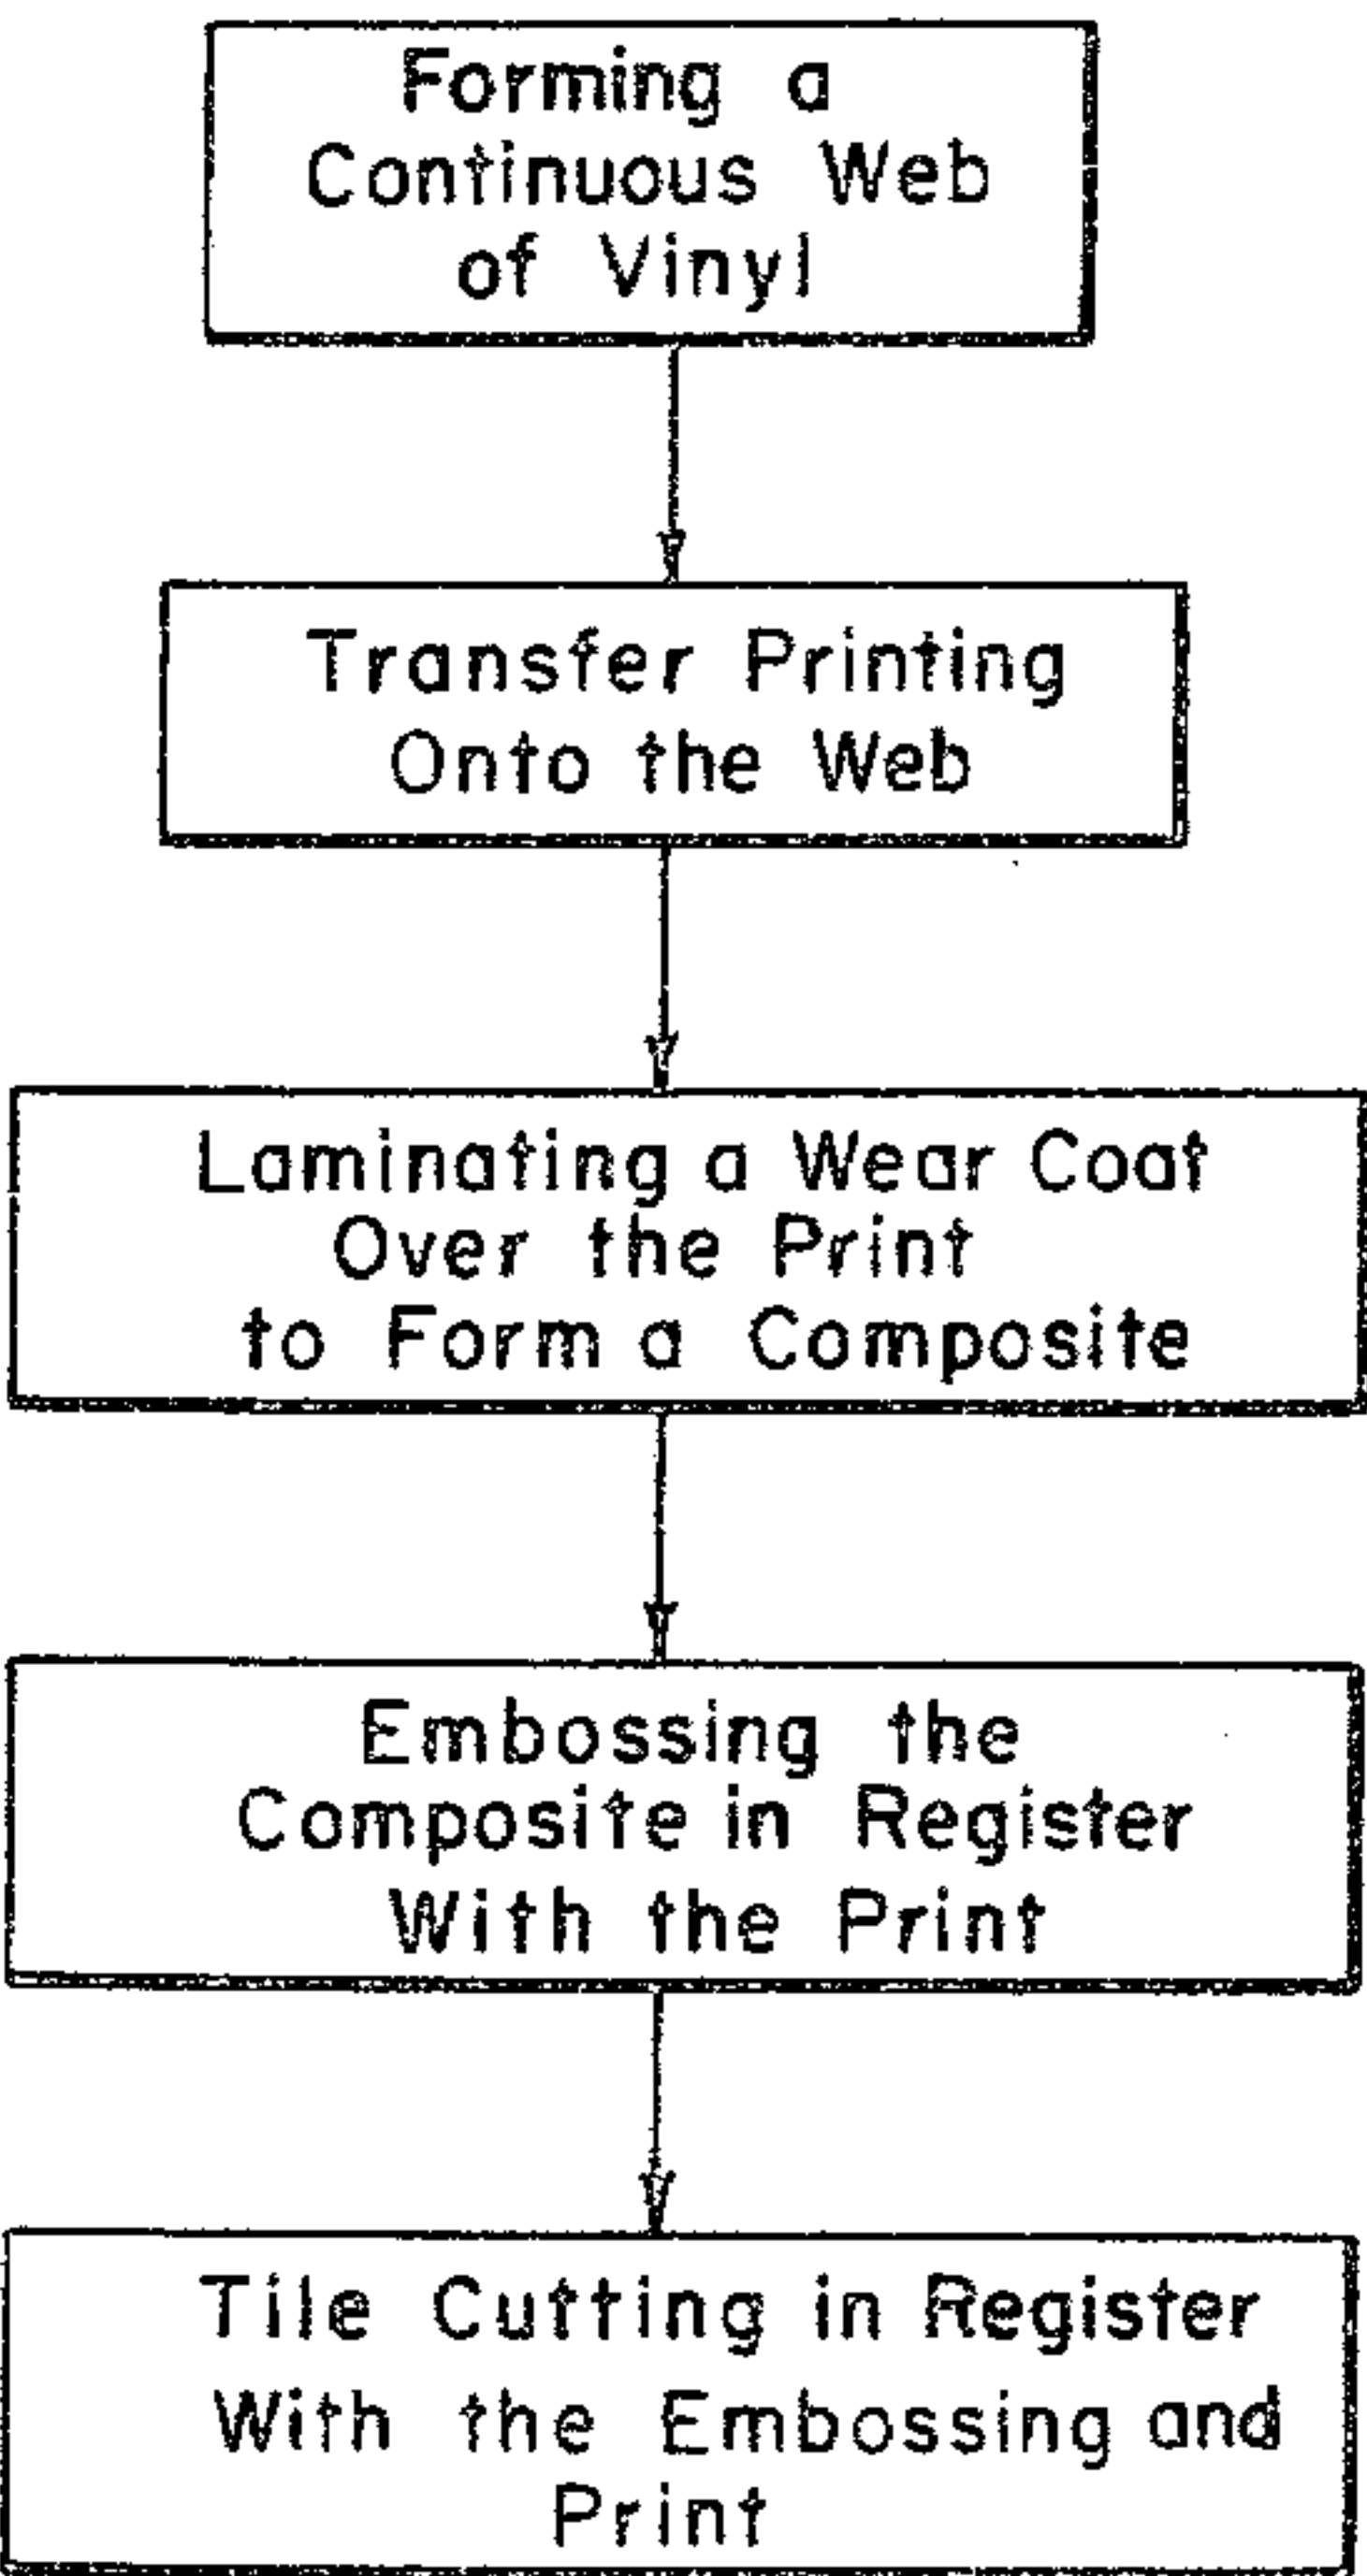 Forming a
Continuous Web
of Vinyl
Transfer Printing
Onto the Web
Laminating a Wear Coat
Over the Print
to Form a Composite
Embossing the
Composite in Register
With the Print
Tile Cutting in Register
With the Embossing and
Print